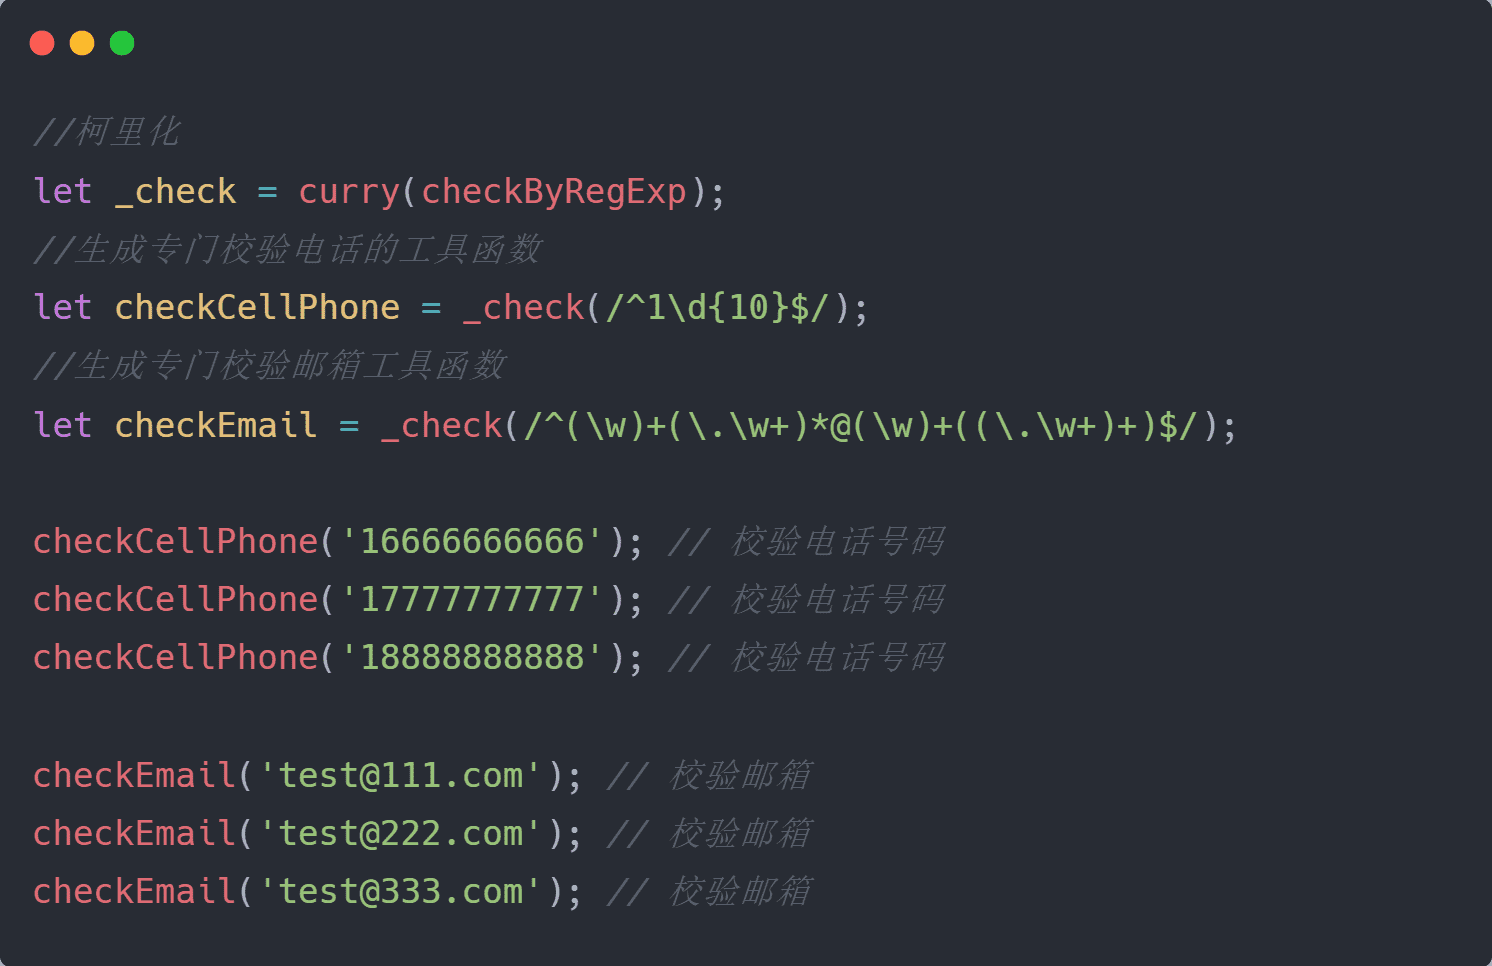 //柯里化
let _check = curry(checkByRegExp);
//生成专门校验电话的工具函数
let checkCellPhone = _check(/^1\d{10}$/);
//生成专门校验邮箱工具函数
let checkEmail = _check(/^(\w)+(\.\w+)*@(\w)+((\.\w+)+)$/);
checkCellPhone('16666666666'); // 校验电话号码
checkCellPhone('17777777777'); // 校验电话号码
checkCellPhone('18888888888'); // 校验电话号码
checkEmail('test@111.com'); // 校验邮箱
checkEmail('test@222.com'); // 校验邮箱
checkEmail('test@333.com'); // 校验邮箱